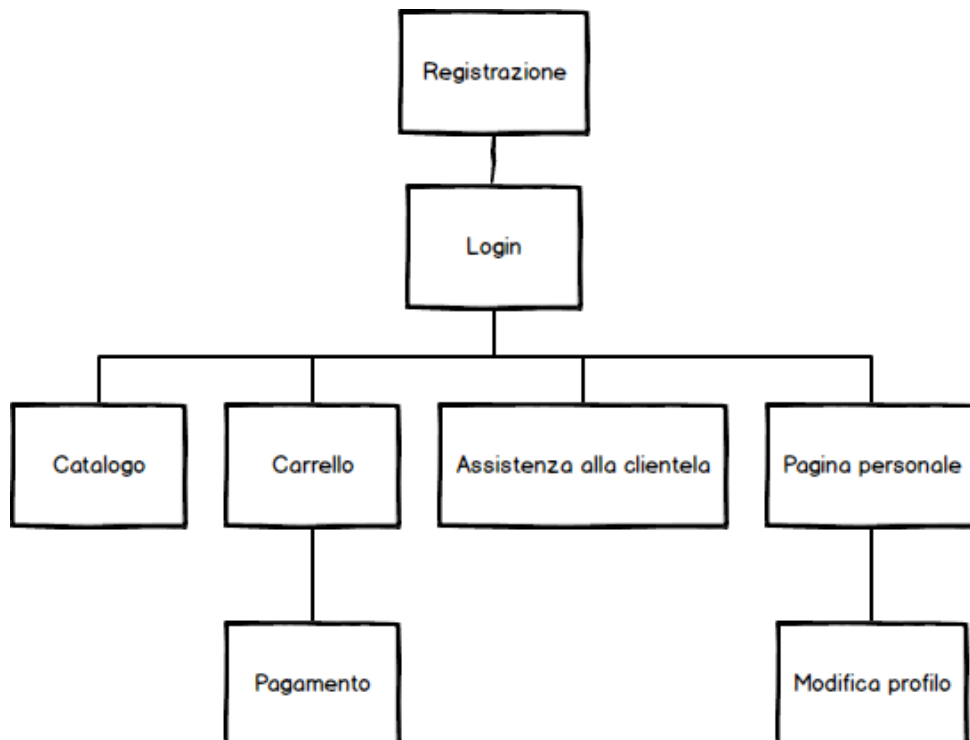 Registrazione
Login
Catalogo
Carrello
Assistenza alla clientela
Pagina personale
Pagamento
Modifica profilo